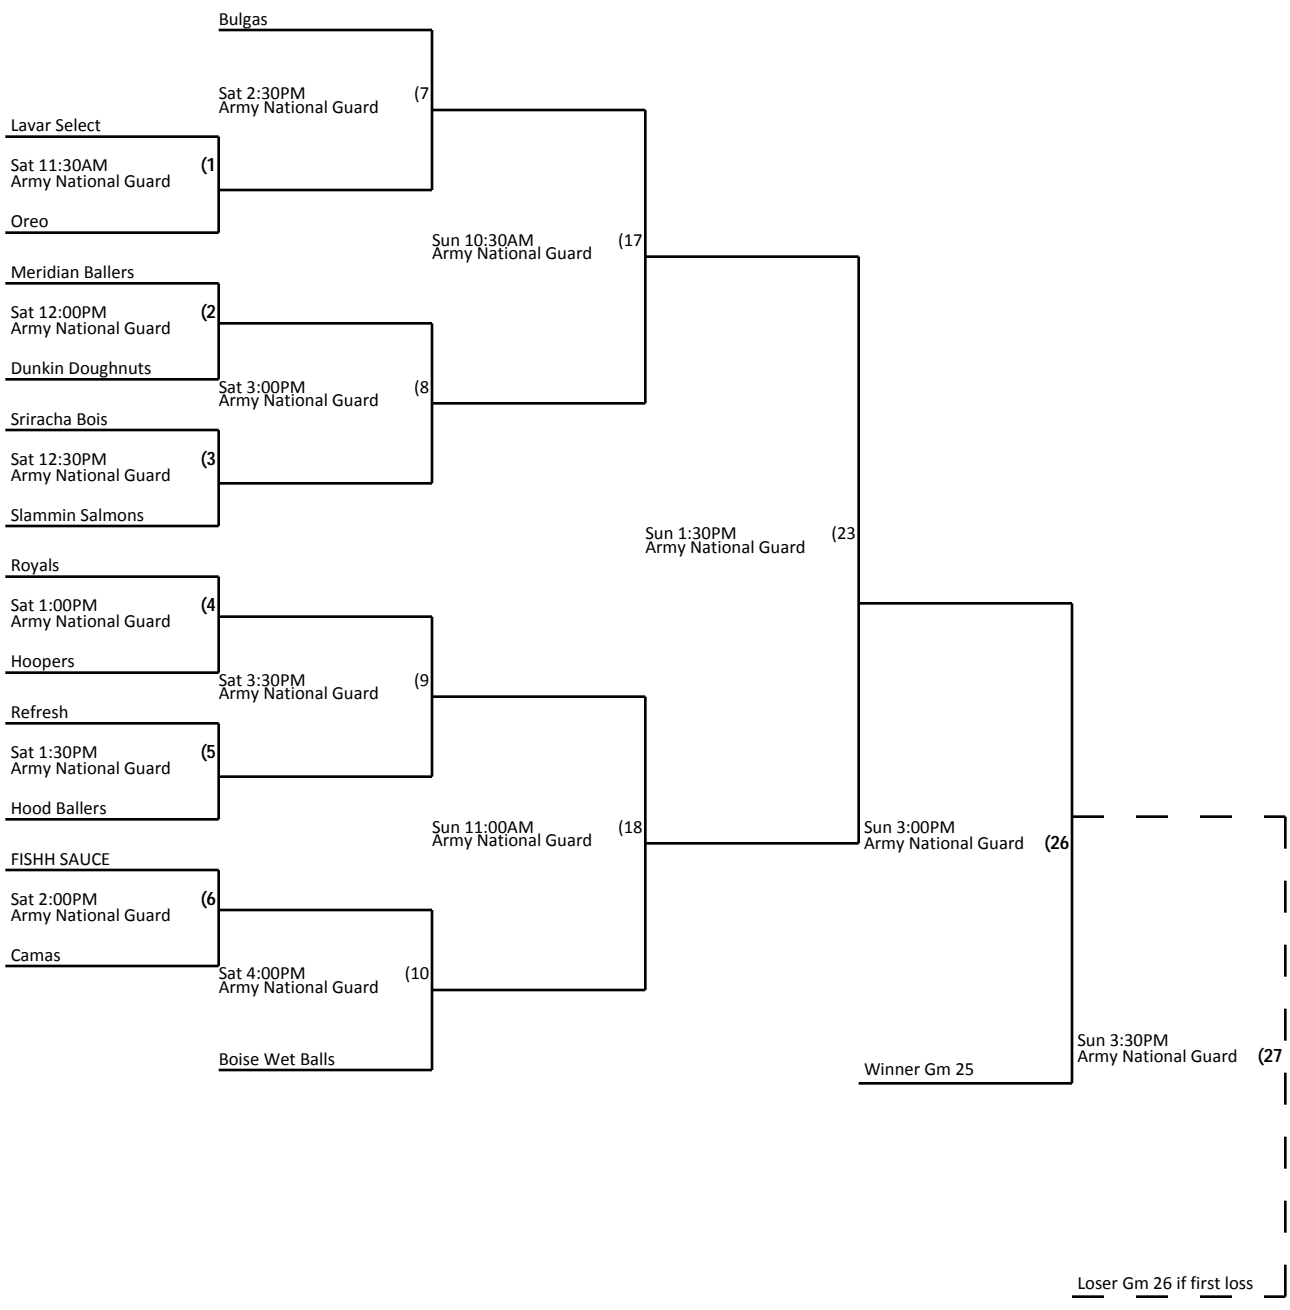 Bulgas
Sat 2:30PM (7
Army National Guard
Lavar Select
Sat 11:30AM (1
Army National Guard
Oreo
Sun 10:30AM (17
Army National Guard
Meridian Ballers
Sat 12:00PM (2
Army National Guard
Dunkin Doughnuts
Sat 3:00PM (8
Army National Guard
Sriracha Bois
Sat 12:30PM (3
Army National Guard
Slammin Salmons
Sun 1:30PM (23
Army National Guard
Royals
Sat 1:00PM (4
Army National Guard
Hoopers
Sat 3:30PM (9
Army National Guard
Refresh
Sat 1:30PM (5
Army National Guard
Hood Ballers
Sun 11:00AM (18
Army National Guard
Sun 3:00PM
Army National Guard (26
FISHH SAUCE
Sat 2:00PM (6
Army National Guard
Camas
Sat 4:00PM (10
Army National Guard
Boise Wet Balls
Winner Gm 25
Sun 3:30PM
Army National Guard (27
Loser Gm 26 if first loss